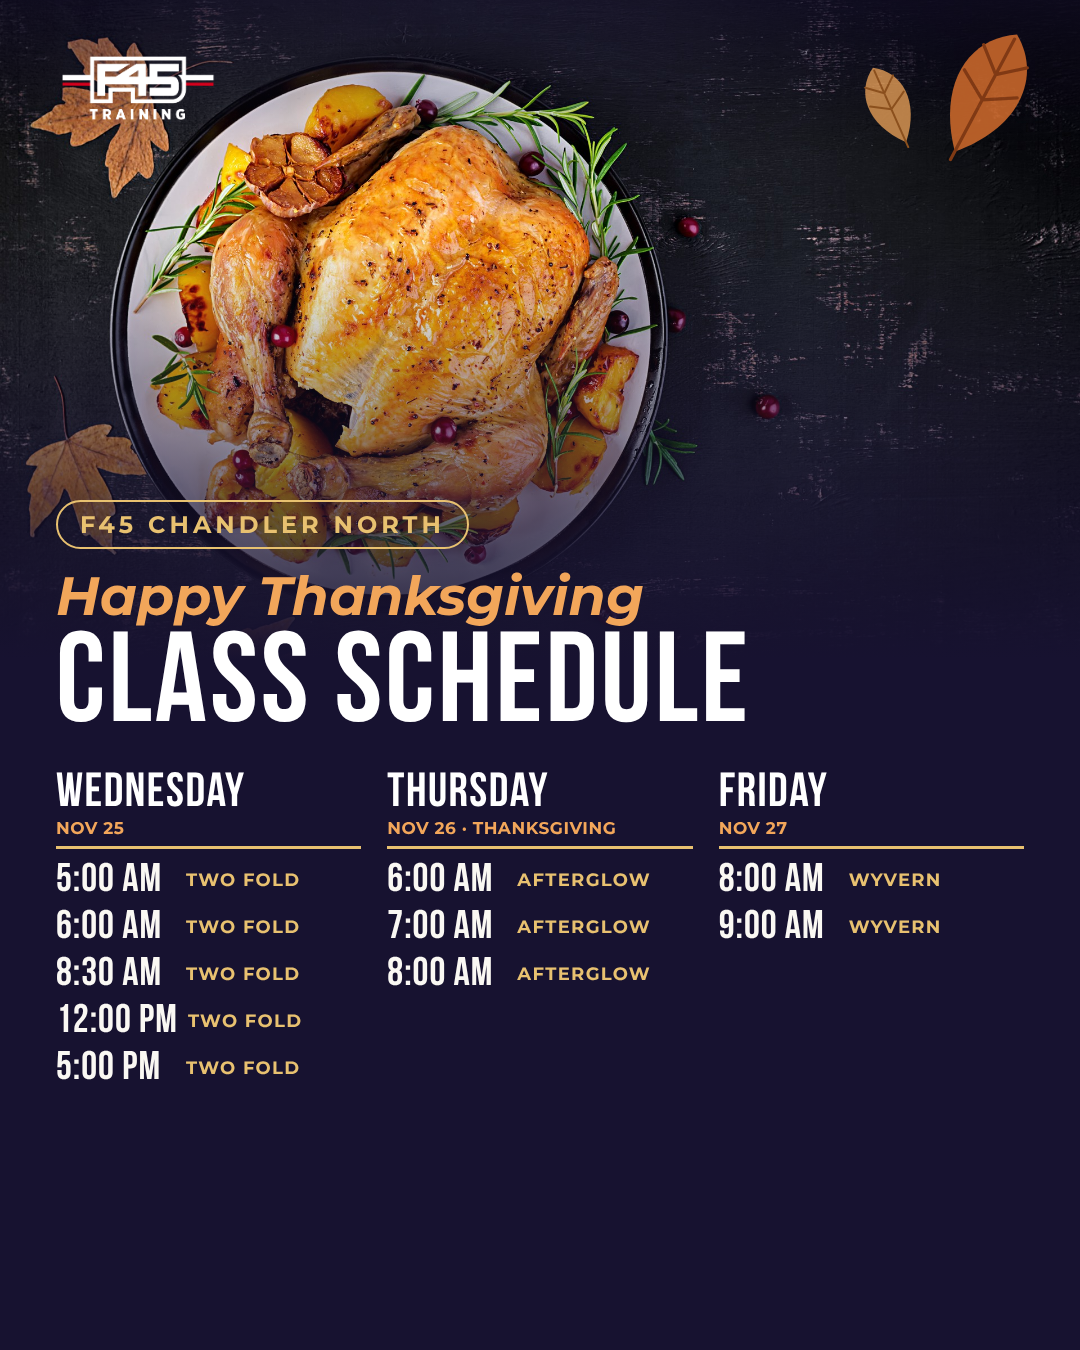 F45
TRAINING
F45 CHANDLER NORTH
Happy Thanksgiving
CLASS SCHEDULE
WEDNESDAY
NOV 25
5:00 AM TWO FOLD
6:00 AM TWO FOLD
8:30 AM TWO FOLD
12:00 PM TWO FOLD
5:00 PM TWO FOLD
THURSDAY
NOV 26 · THANKSGIVING
6:00 AM AFTERGLOW
7:00 AM AFTERGLOW
8:00 AM AFTERGLOW
FRIDAY
NOV 27
8:00 AM WYVERN
9:00 AM WYVERN